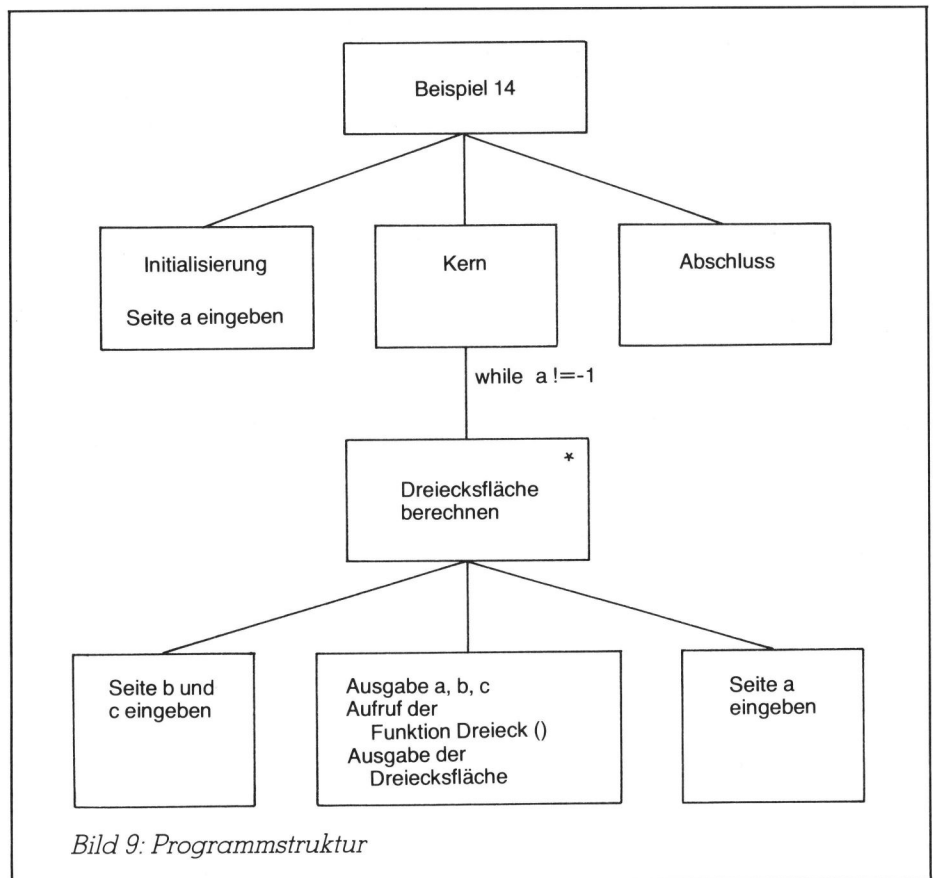 Beispiel 14
Initialisierung
Seite a eingeben
Kern
Abschluss
while a !=-1
*
Dreiecksfläche
berechnen
Seite b und
c eingeben
Ausgabe a, b, c
Aufruf der
Funktion Dreieck ()
Ausgabe der
Dreiecksfläche
Seite a
eingeben
Bild 9: Programmstruktur